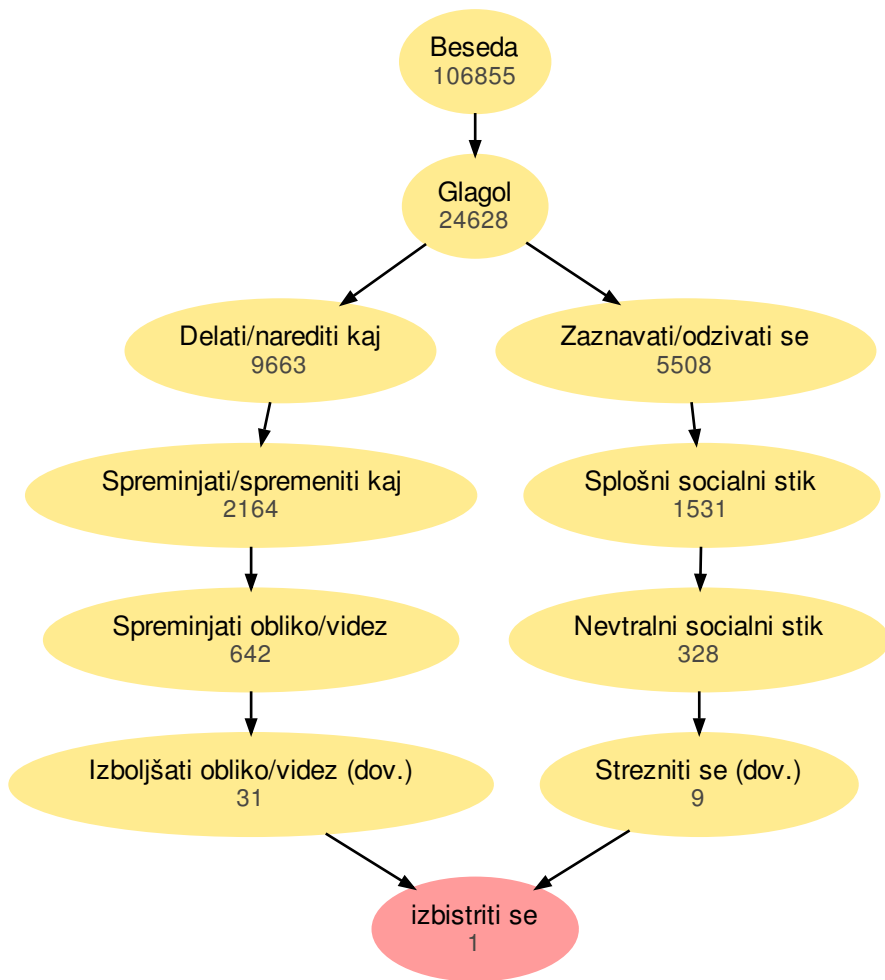 Beseda
106855
Glagol
24628
Delati/narediti kaj
9663
Zaznavati/odzivati se
5508
Spreminjati/spremeniti kaj
2164
Splošni socialni stik
1531
Spreminjati obliko/videz
642
Nevtralni socialni stik
328
Izboljšati obliko/videz (dov.)
31
Strezniti se (dov.)
9
izbistriti se
1